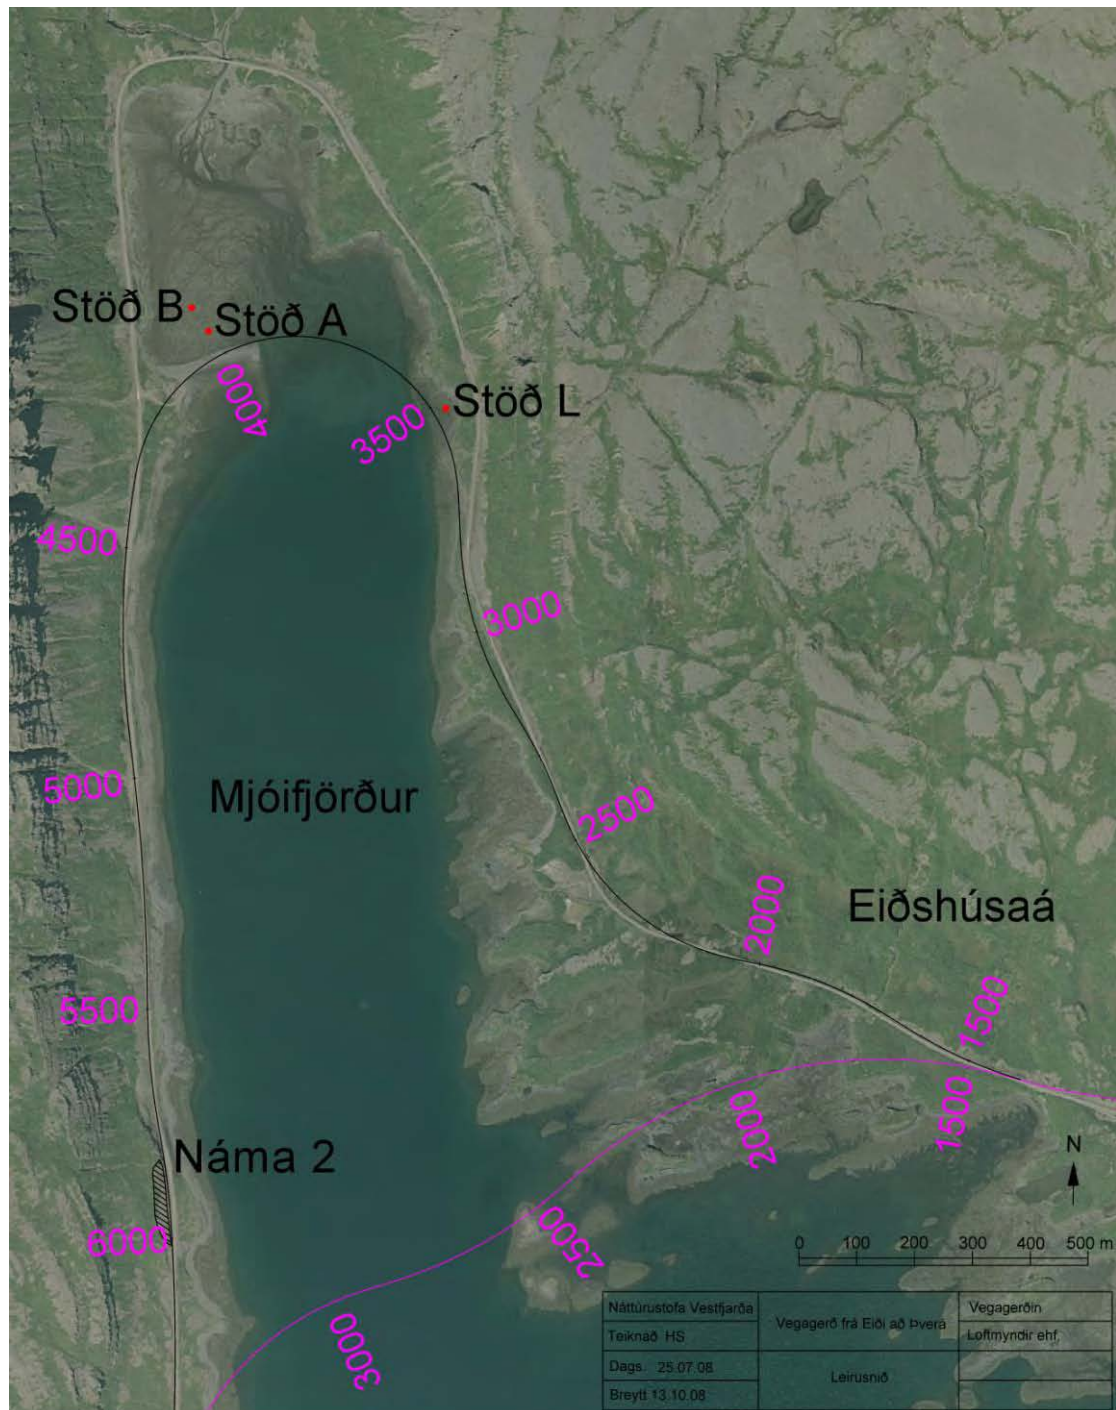 Stöð B
Stöð A
4000
3500
Stöð L
4500
3000
5000
Mjóifjörður
2500
2000
Eiðshúsaá
5500
1500
1500
2000
N
Náma 2
6000
2500
0 100 200 300 400 500 m
3000
Náttúrustofa Vestfjarða
Teiknað HS
Dags. 25.07.08
Breytt 13.10.08
Vegagerð frá Eiði að Þverá
Leirusnið
Vegagerðin
Loftmyndir ehf.